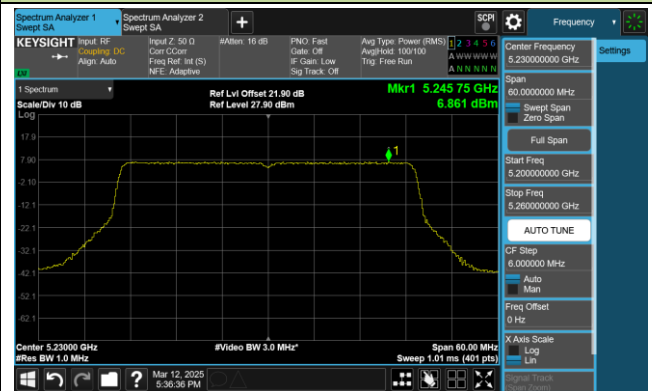 Spectrum Analyzer 1
Swept SA
Spectrum Analyzer 2
Swept SA
+
SCPI
Frequency
KEYSIGHT
Input: RF
Coupling: DC
Align: Auto
Input Z: 50 Ω
Corr CCorr
Freq Ref: Int (S)
NFE: Adaptive
#Atten: 16 dB
PNO: Fast
Gate: Off
IF Gain: Low
Sig Track: Off
Avg Type: Power (RMS)
Avg|Hold: 100/100
Trig: Free Run
1 2 3 4 5 6
A W W W W W
A N N N N N
LXI
1 Spectrum
Scale/Div 10 dB
Log
Ref Lvl Offset 21.90 dB
Ref Level 27.90 dBm
Mkr1 5.245 75 GHz
6.861 dBm
17.9
7.90
-2.10
-12.1
-22.1
-32.1
-42.1
-52.1
-62.1
1
Center 5.23000 GHz
#Res BW 1.0 MHz
#Video BW 3.0 MHz*
Span 60.00 MHz
Sweep 1.01 ms (401 pts)
Center Frequency
5.230000000 GHz
Span
60.0000000 MHz
Swept Span
Zero Span
Full Span
Start Freq
5.200000000 GHz
Stop Freq
5.260000000 GHz
AUTO TUNE
CF Step
6.000000 MHz
Auto
Man
Freq Offset
0 Hz
X Axis Scale
Log
Lin
Signal Track
(Span Zoom)
Settings
?
Mar 12, 2025
5:36:36 PM